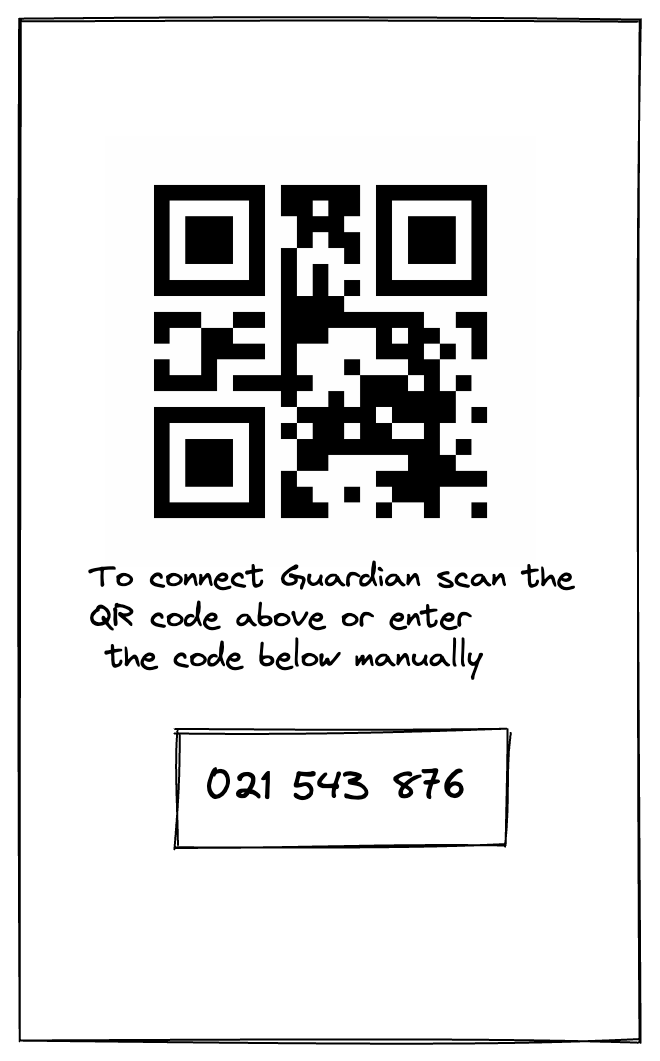 To connect Guardian scan the
QR code above or enter
the code below manually
021 543 876